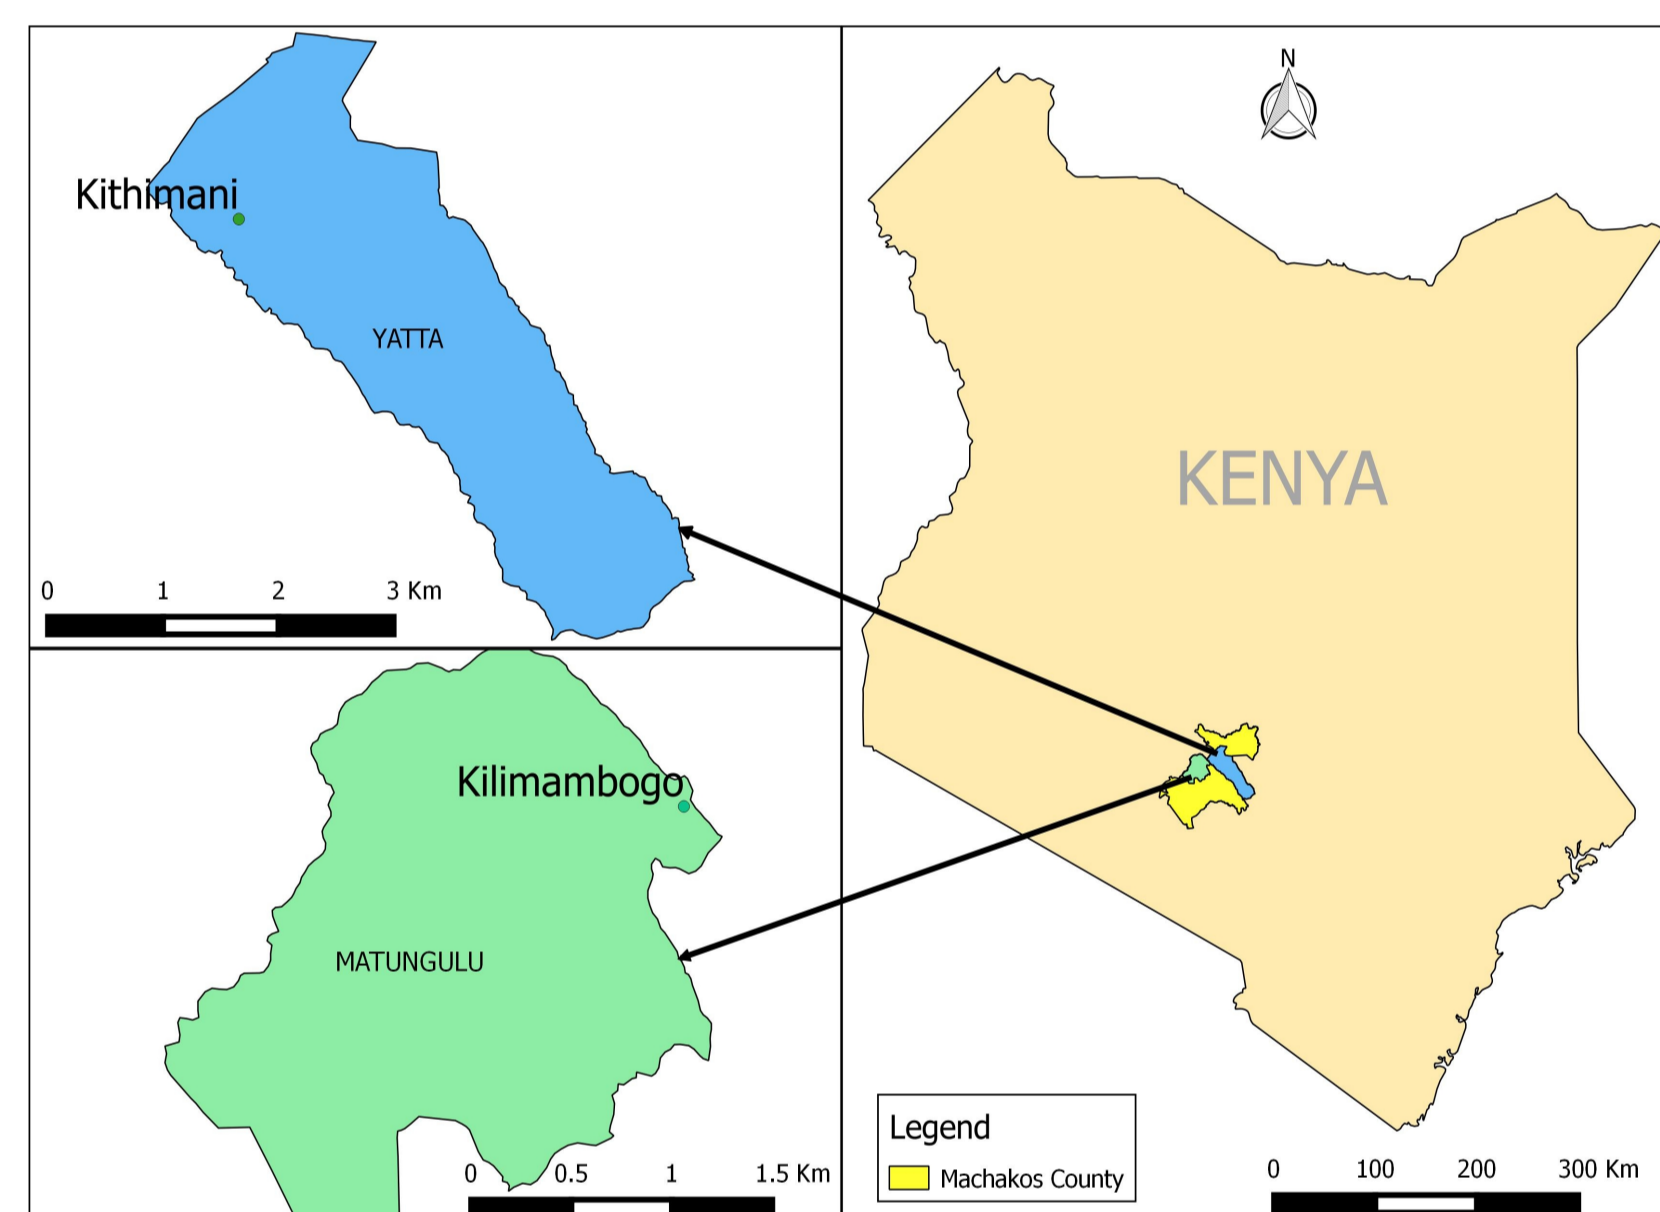 Kithimani
YATTA
0 1 2 3 Km
Kilimambogo
MATUNGULU
0 0.5 1 1.5 Km
N
KENYA
Legend
Machakos County
0 100 200 300 Km